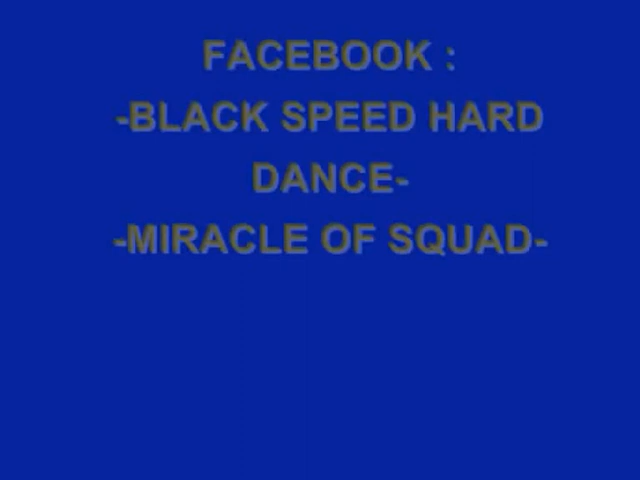 FACEBOOK :
-BLACK SPEED HARD
DANCE-
-MIRACLE OF SQUAD-